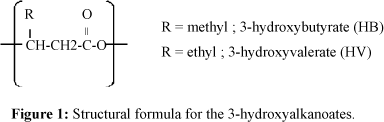 R
O
CH-CH2-C-O
R = methyl ; 3-hydroxybutyrate (HB)
R = ethyl ; 3-hydroxyvalerate (HV)
Figure 1: Structural formula for the 3-hydroxyalkanoates.